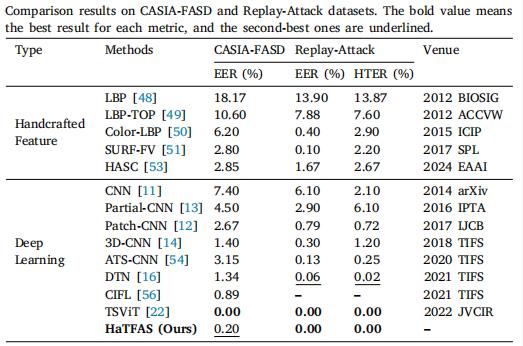 Comparison results on CASIA-FASD and Replay-Attack datasets. The bold value means
the best result for each metric, and the second-best ones are underlined.
Type Methods CASIA-FASD Replay-Attack Venue
EER (%) EER (%) HTER (%)
Handcrafted Feature
LBP [48] 18.17 13.90 13.87 2012 BIOSIG
LBP-TOP [49] 10.60 7.88 7.60 2012 ACCVW
Color-LBP [50] 6.20 0.40 2.90 2015 ICIP
SURF-FV [51] 2.80 0.10 2.20 2017 SPL
HASC [53] 2.85 1.67 2.67 2024 EAAI
Deep Learning
CNN [11] 7.40 6.10 2.10 2014 arXiv
Partial-CNN [13] 4.50 2.90 6.10 2016 IPTA
Patch-CNN [12] 2.67 0.79 0.72 2017 IJCB
3D-CNN [14] 1.40 0.30 1.20 2018 TIFS
ATS-CNN [54] 3.15 0.13 0.25 2020 TIFS
DTN [16] 1.34 0.06 0.02 2021 TIFS
CIFL [56] 0.89 – – 2021 TIFS
TSViT [22] 0.00 0.00 0.00 2022 JVCIR
HaTFAS (Ours) 0.20 0.00 0.00 –